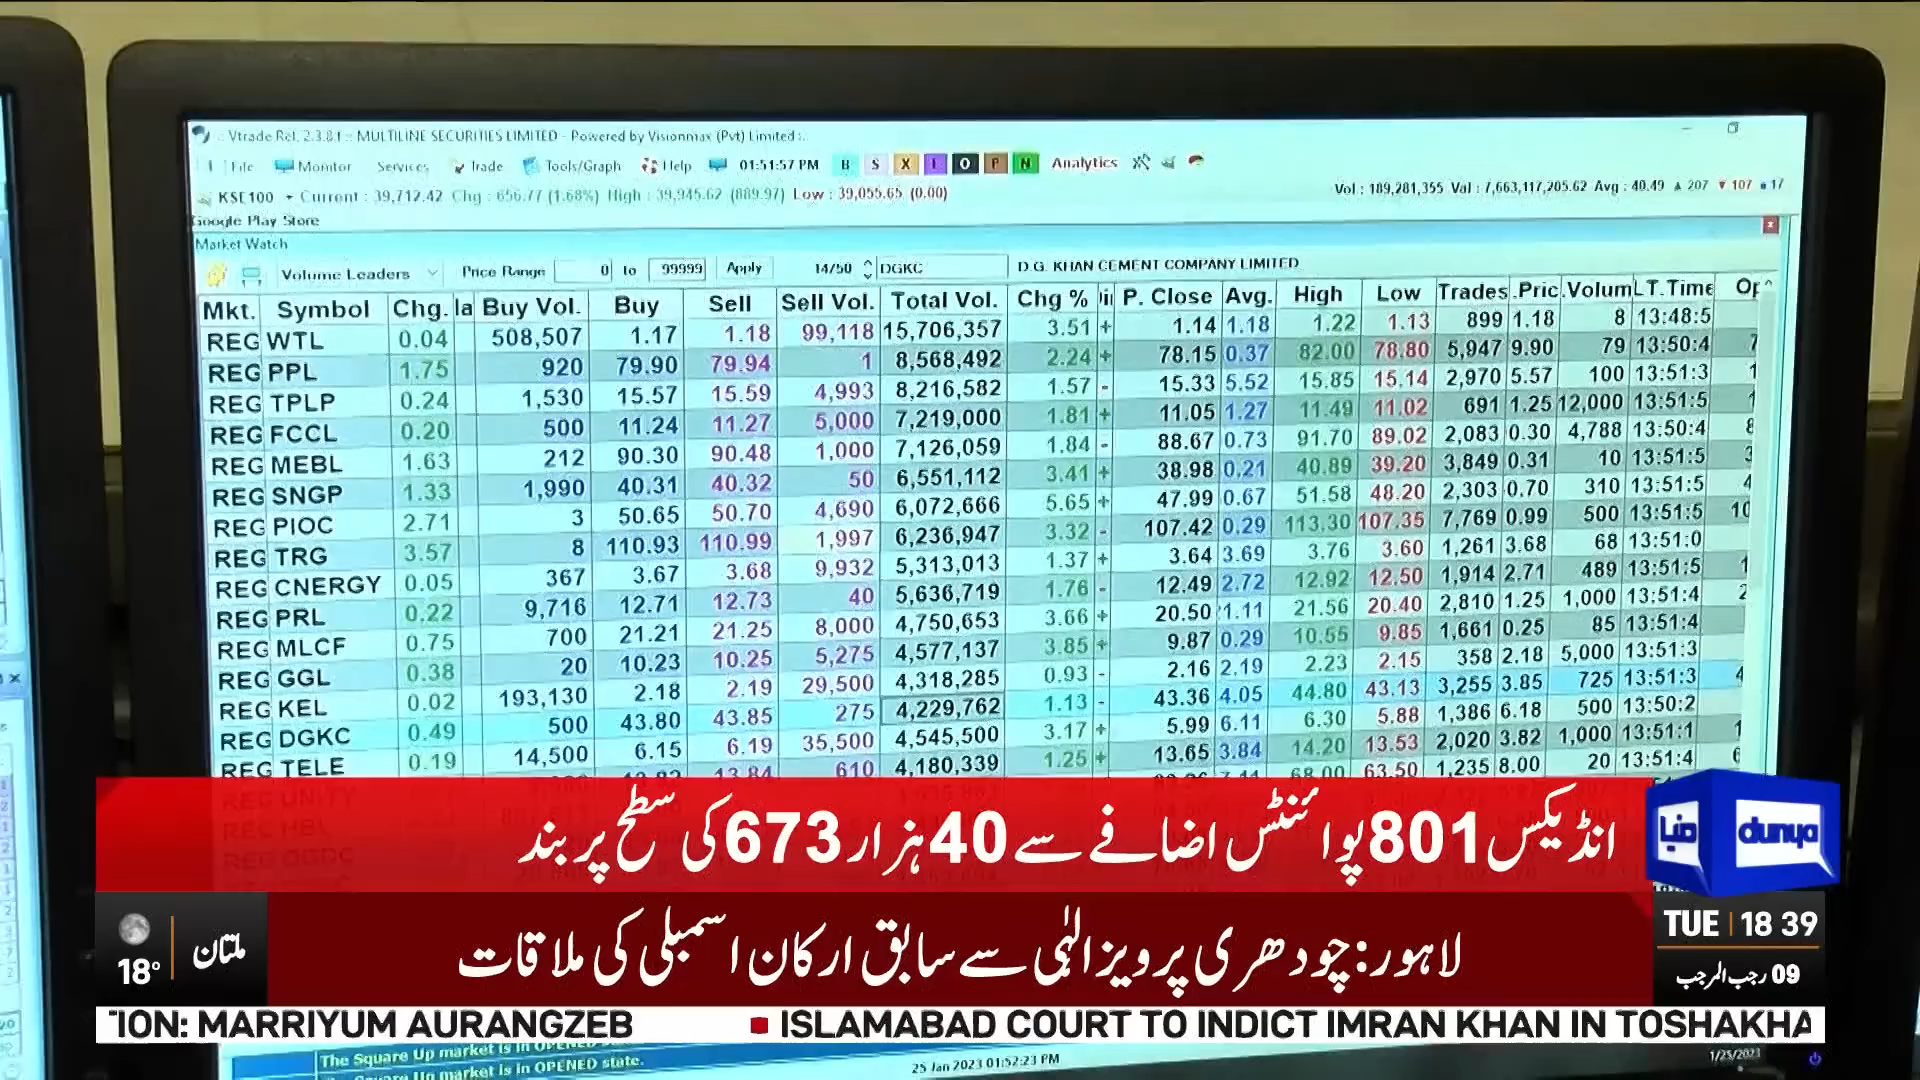 .: Vtrade Rel. 2.3.8.1 :: MULTILINE SECURITIES LIMITED - Powered by Visionmax (Pvt) Limited :..
File Monitor Services Trade Tools/Graph Help 01:51:57 PM B S X I O P N Analytics
KSE100 Current : 39,712.42 Chg : 656.77 (1.68%) High : 39,945.62 (889.97) Low : 39,055.65 (0.00) Vol : 189,281,355 Val : 7,663,117,205.62 Avg : 40.49 ▲ 207 ▼ 107 ■ 17
Google Play Store
Market Watch
Volume Leaders Price Range 0 to 99999 Apply 14/50 DGKC D.G. KHAN CEMENT COMPANY LIMITED
Mkt. Symbol Chg. Buy Vol. Buy Sell Sell Vol. Total Vol. Chg % P. Close Avg. High Low Trades .Pric .Volum L.T.Time Op
REG WTL 0.04 508,507 1.17 1.18 99,118 15,706,357 3.51 + 1.14 1.18 1.22 1.13 899 1.18 8 13:48:5
REG PPL 1.75 920 79.90 79.94 1 8,568,492 2.24 + 78.15 0.37 82.00 78.80 5,947 9.90 79 13:50:4
REG TPLP 0.24 1,530 15.57 15.59 4,993 8,216,582 1.57 - 15.33 5.52 15.85 15.14 2,970 5.57 100 13:51:3
REG FCCL 0.20 500 11.24 11.27 5,000 7,219,000 1.81 + 11.05 1.27 11.49 11.02 691 1.25 12,000 13:51:5
REG MEBL 1.63 212 90.30 90.48 1,000 7,126,059 1.84 - 88.67 0.73 91.70 89.02 2,083 0.30 4,788 13:50:4
REG SNGP 1.33 1,990 40.31 40.32 50 6,551,112 3.41 + 38.98 0.21 40.89 39.20 3,849 0.31 10 13:51:5
REG PIOC 2.71 3 50.65 50.70 4,690 6,072,666 5.65 + 47.99 0.67 51.58 48.20 2,303 0.70 310 13:51:5
REG TRG 3.57 8 110.93 110.99 1,997 6,236,947 3.32 - 107.42 0.29 113.30 107.35 7,769 0.99 500 13:51:5
REG CNERGY 0.05 367 3.67 3.68 9,932 5,313,013 1.37 + 3.64 3.69 3.76 3.60 1,261 3.68 68 13:51:0
REG PRL 0.22 9,716 12.71 12.73 40 5,636,719 1.76 - 12.49 2.72 12.92 12.50 1,914 2.71 489 13:51:5
REG MLCF 0.75 700 21.21 21.25 8,000 4,750,653 3.66 + 20.50 1.11 21.56 20.40 2,810 1.25 1,000 13:51:4
REG GGL 0.38 20 10.23 10.25 5,275 4,577,137 3.85 + 9.87 0.29 10.55 9.85 1,661 0.25 85 13:51:4
REG KEL 0.02 193,130 2.18 2.19 29,500 4,318,285 0.93 - 2.16 2.19 2.23 2.15 358 2.18 5,000 13:51:3
REG DGKC 0.49 500 43.80 43.85 275 4,229,762 1.13 - 43.36 4.05 44.80 43.13 3,255 3.85 725 13:51:3
REG TELE 0.19 14,500 6.15 6.19 35,500 4,545,500 3.17 + 5.99 6.11 6.30 5.88 1,386 6.18 500 13:50:2
610 4,180,339 1.25 + 13.65 3.84 14.20 13.53 2,020 3.82 1,000 13:51:1
68.00 63.50 1,235 8.00 20 13:51:4
انڈیکس 801 پوائنٹس اضافے سے 40 ہزار 673 کی سطح پر بند
دنیا dunya
لاہور: چودھری پرویز الٰہی سے سابق ارکان اسمبلی کی ملاقات
ملتان 18°
TUE 18 39
09 رجب المرجب
TION: MARRIYUM AURANGZEB ISLAMABAD COURT TO INDICT IMRAN KHAN IN TOSHAKHA
The Square Up market is in OPENED
Square Up market is in OPENED state.
25 Jan 2023 01:52:23 PM
1/25/2023